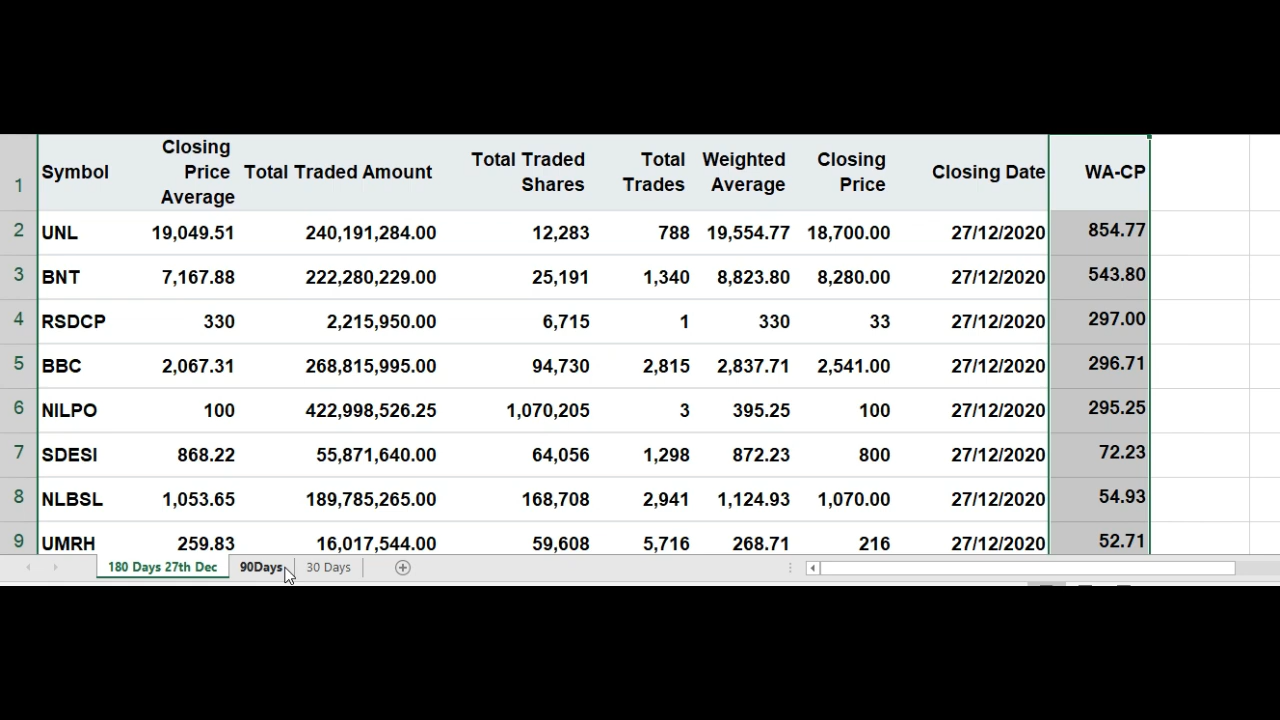 1 Symbol Closing Price Average Total Traded Amount Total Traded Shares Total Trades Weighted Average Closing Price Closing Date WA-CP
2 UNL 19,049.51 240,191,284.00 12,283 788 19,554.77 18,700.00 27/12/2020 854.77
3 BNT 7,167.88 222,280,229.00 25,191 1,340 8,823.80 8,280.00 27/12/2020 543.80
4 RSDCP 330 2,215,950.00 6,715 1 330 33 27/12/2020 297.00
5 BBC 2,067.31 268,815,995.00 94,730 2,815 2,837.71 2,541.00 27/12/2020 296.71
6 NILPO 100 422,998,526.25 1,070,205 3 395.25 100 27/12/2020 295.25
7 SDESI 868.22 55,871,640.00 64,056 1,298 872.23 800 27/12/2020 72.23
8 NLBSL 1,053.65 189,785,265.00 168,708 2,941 1,124.93 1,070.00 27/12/2020 54.93
9 UMRH 259.83 16,017,544.00 59,608 5,716 268.71 216 27/12/2020 52.71
180 Days 27th Dec 90Days 30 Days